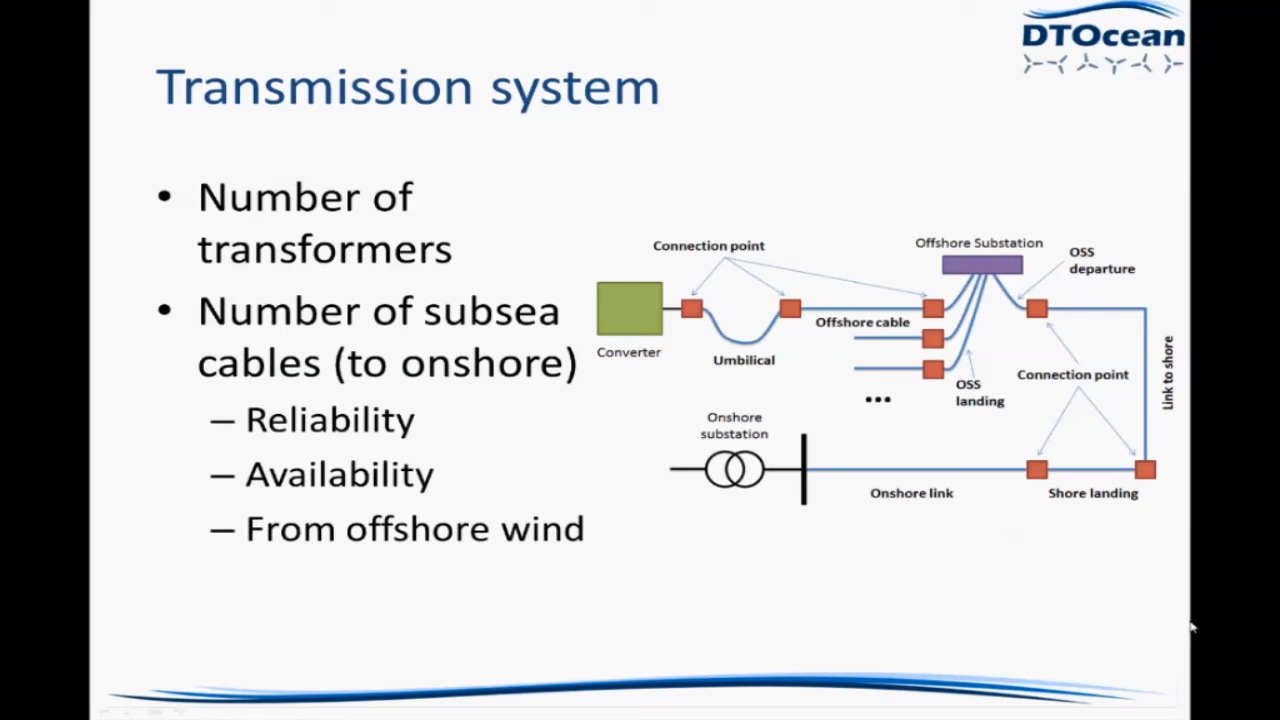 DTOcean
Transmission system
• Number of
transformers
• Number of subsea
cables (to onshore)
– Reliability
– Availability
– From offshore wind
Connection point
Offshore Substation
OSS
departure
Offshore cable
Converter
Umbilical
OSS
landing
Connection point
Link to shore
•••
Onshore
substation
Onshore link
Shore landing